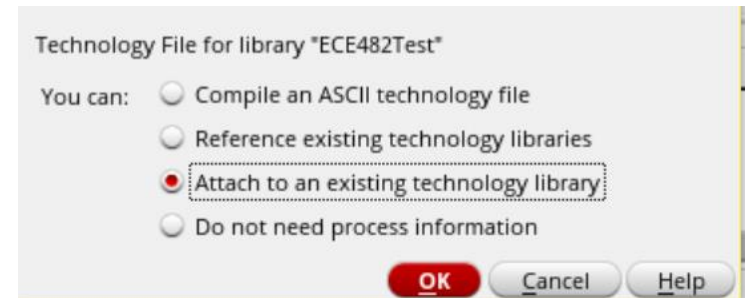 Technology File for library "ECE482Test"
You can: Compile an ASCII technology file
Reference existing technology libraries
Attach to an existing technology library
Do not need process information
OK Cancel Help